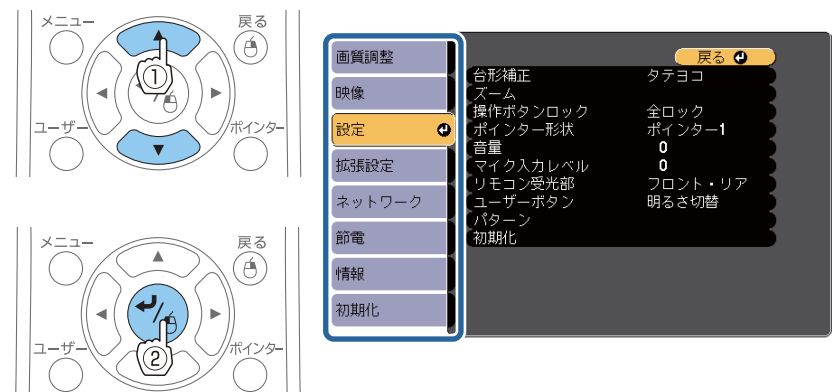 メニュー
戻る
①
ユーザー
ポインター
メニュー
戻る
②
ユーザー
ポインター
画質調整
映像
設定
拡張設定
ネットワーク
節電
情報
初期化
戻る
台形補正 タテヨコ
ズーム
操作ボタンロック 全ロック
ポインター形状 ポインター1
音量 0
マイク入力レベル 0
リモコン受光部 フロント・リア
ユーザーボタン 明るさ切替
パターン
初期化